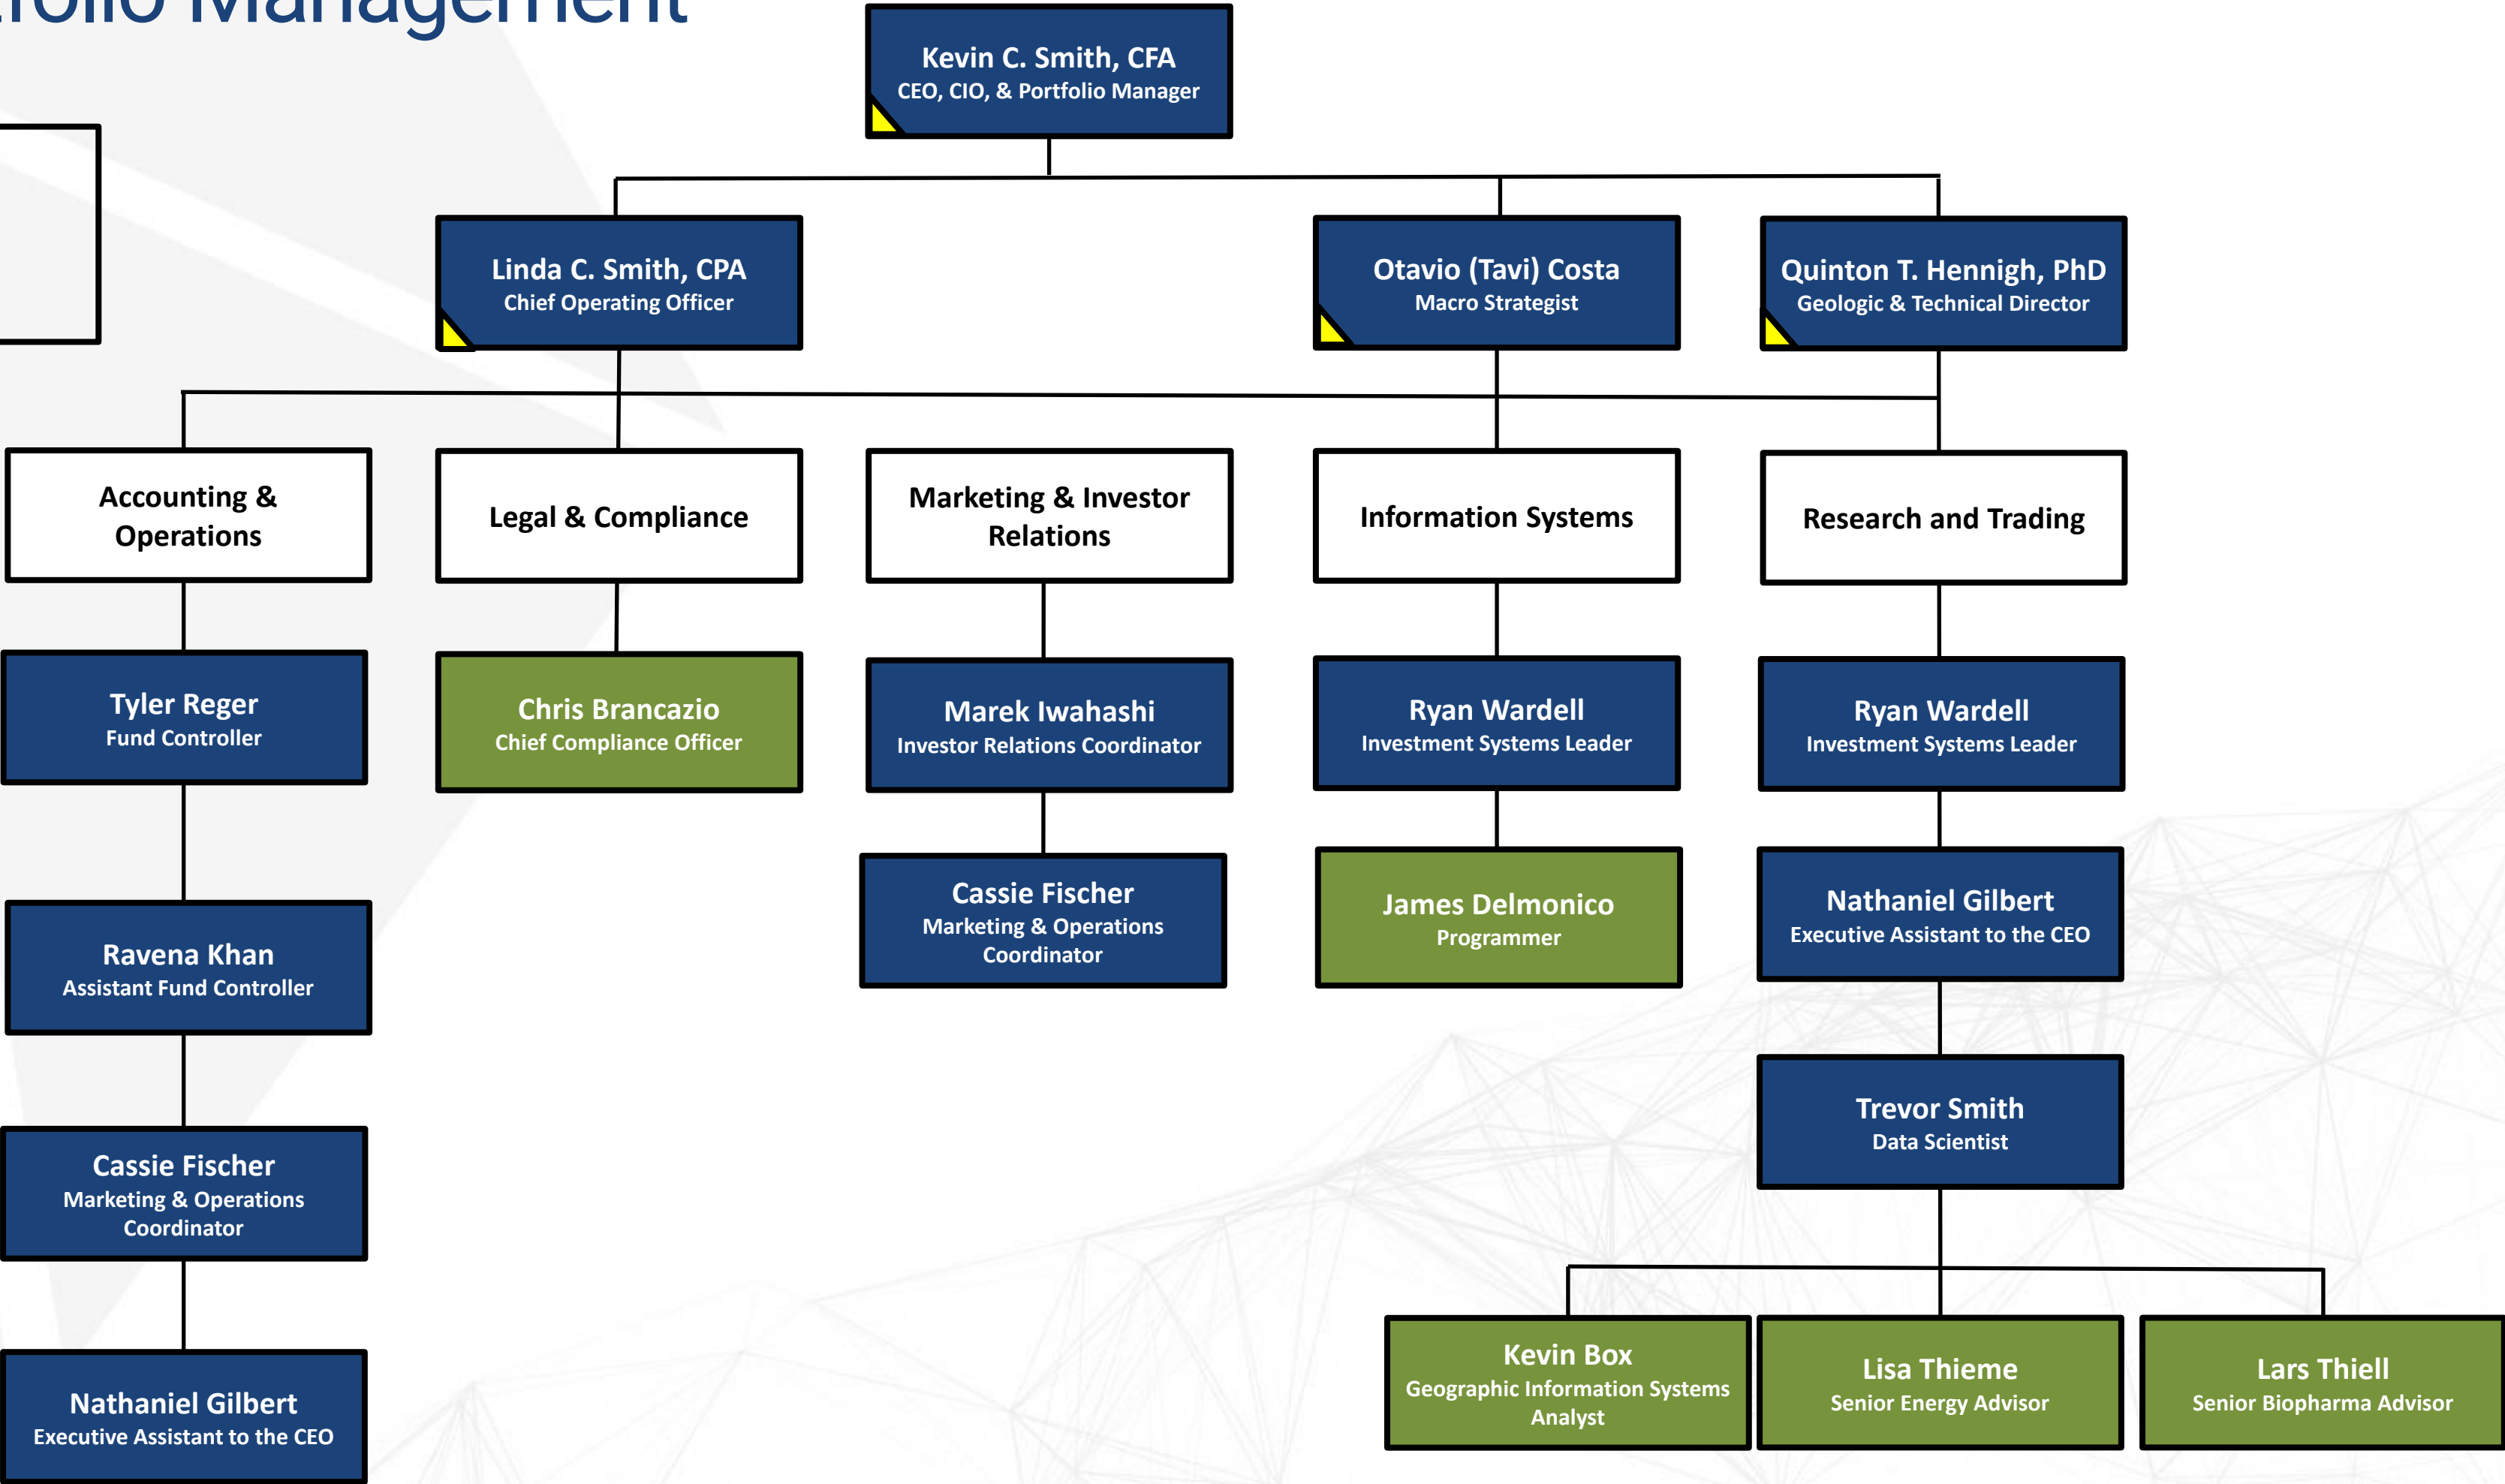 Management
Kevin C. Smith, CFA
CEO, CIO, & Portfolio Manager
Linda C. Smith, CPA
Chief Operating Officer
Otavio (Tavi) Costa
Macro Strategist
Quinton T. Hennigh, PhD
Geologic & Technical Director
Accounting &
Operations
Legal & Compliance
Marketing & Investor
Relations
Information Systems
Research and Trading
Tyler Reger
Fund Controller
Chris Brancazio
Chief Compliance Officer
Marek Iwahashi
Investor Relations Coordinator
Ryan Wardell
Investment Systems Leader
Ryan Wardell
Investment Systems Leader
Ravena Khan
Assistant Fund Controller
Cassie Fischer
Marketing & Operations
Coordinator
James Delmonico
Programmer
Nathaniel Gilbert
Executive Assistant to the CEO
Cassie Fischer
Marketing & Operations
Coordinator
Trevor Smith
Data Scientist
Nathaniel Gilbert
Executive Assistant to the CEO
Kevin Box
Geographic Information Systems
Analyst
Lisa Thieme
Senior Energy Advisor
Lars Thiell
Senior Biopharma Advisor